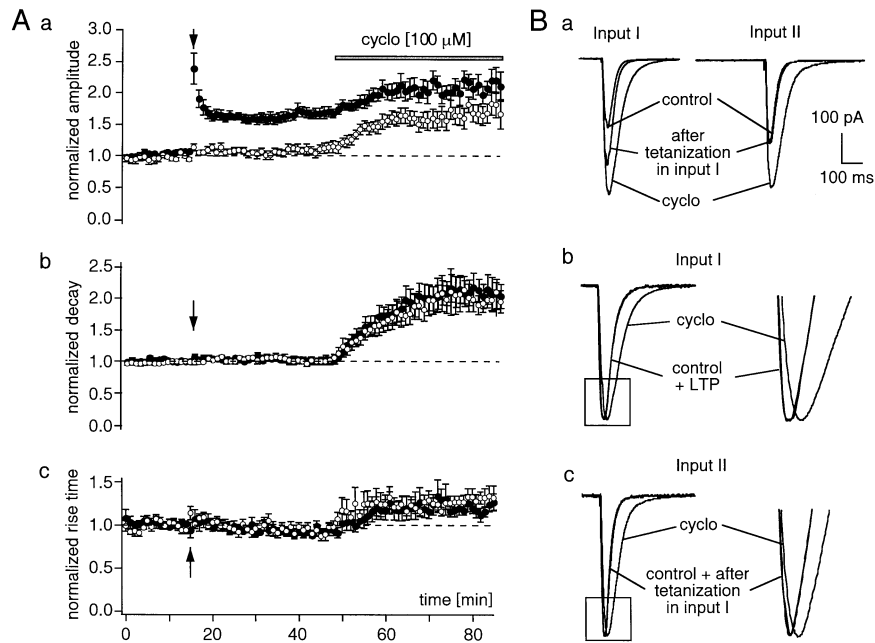 A a
cyclo [100 μM]
normalized amplitude
3.0
2.5
2.0
1.5
1.0
0.5
0.0
b
normalized decay
2.5
2.0
1.5
1.0
0.5
0.0
c
normalized rise time
1.5
1.0
0.5
0.0
time [min]
0 20 40 60 80
B a
Input I
Input II
control
after
tetanization
in input I
cyclo
100 pA
100 ms
b
Input I
cyclo
control
+ LTP
c
Input II
cyclo
control + after
tetanization
in input I